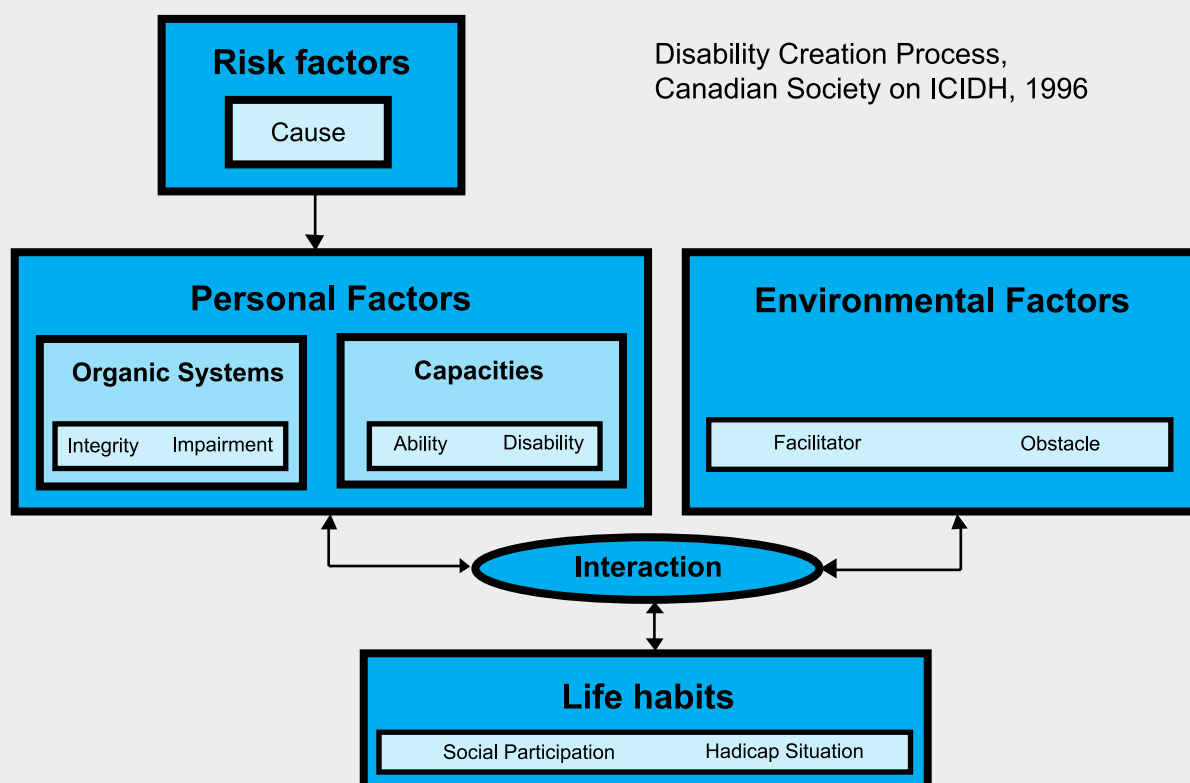 Risk factors
Cause
Disability Creation Process,
Canadian Society on ICIDH, 1996
Personal Factors
Organic Systems
Integrity Impairment
Capacities
Ability Disability
Environmental Factors
Facilitator Obstacle
Interaction
Life habits
Social Participation Hadicap Situation